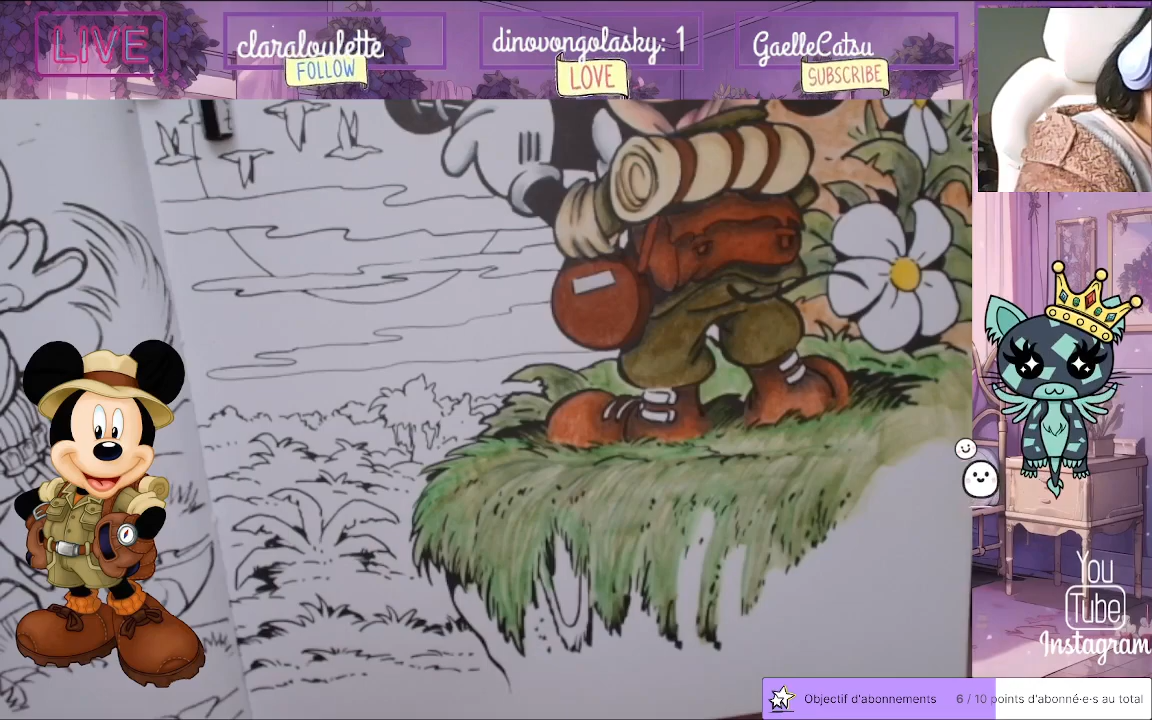 LIVE
claraloulette
FOLLOW
dinovongolasky: 1
LOVE
GaelleCatsu
SUBSCRIBE
You
Tube
Instagram
Objectif d'abonnements 6 / 10 points d'abonné·e·s au total